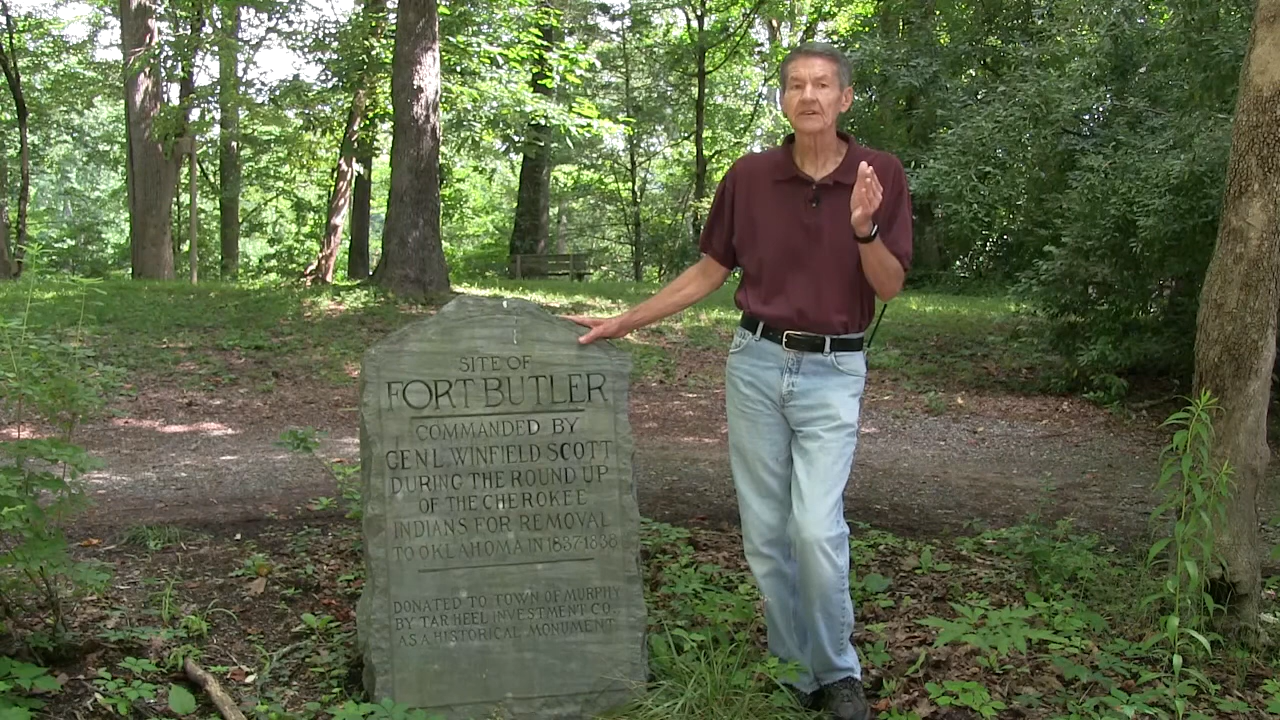 SITE OF
FORT BUTLER
COMMANDED BY
GEN'L. WINFIELD SCOTT
DURING THE ROUND UP
OF THE CHEROKEE
INDIANS FOR REMOVAL
TO OKLAHOMA IN 1837-1838
DONATED TO TOWN OF MURPHY
BY TAR HEEL INVESTMENT CO.
AS A HISTORICAL MONUMENT